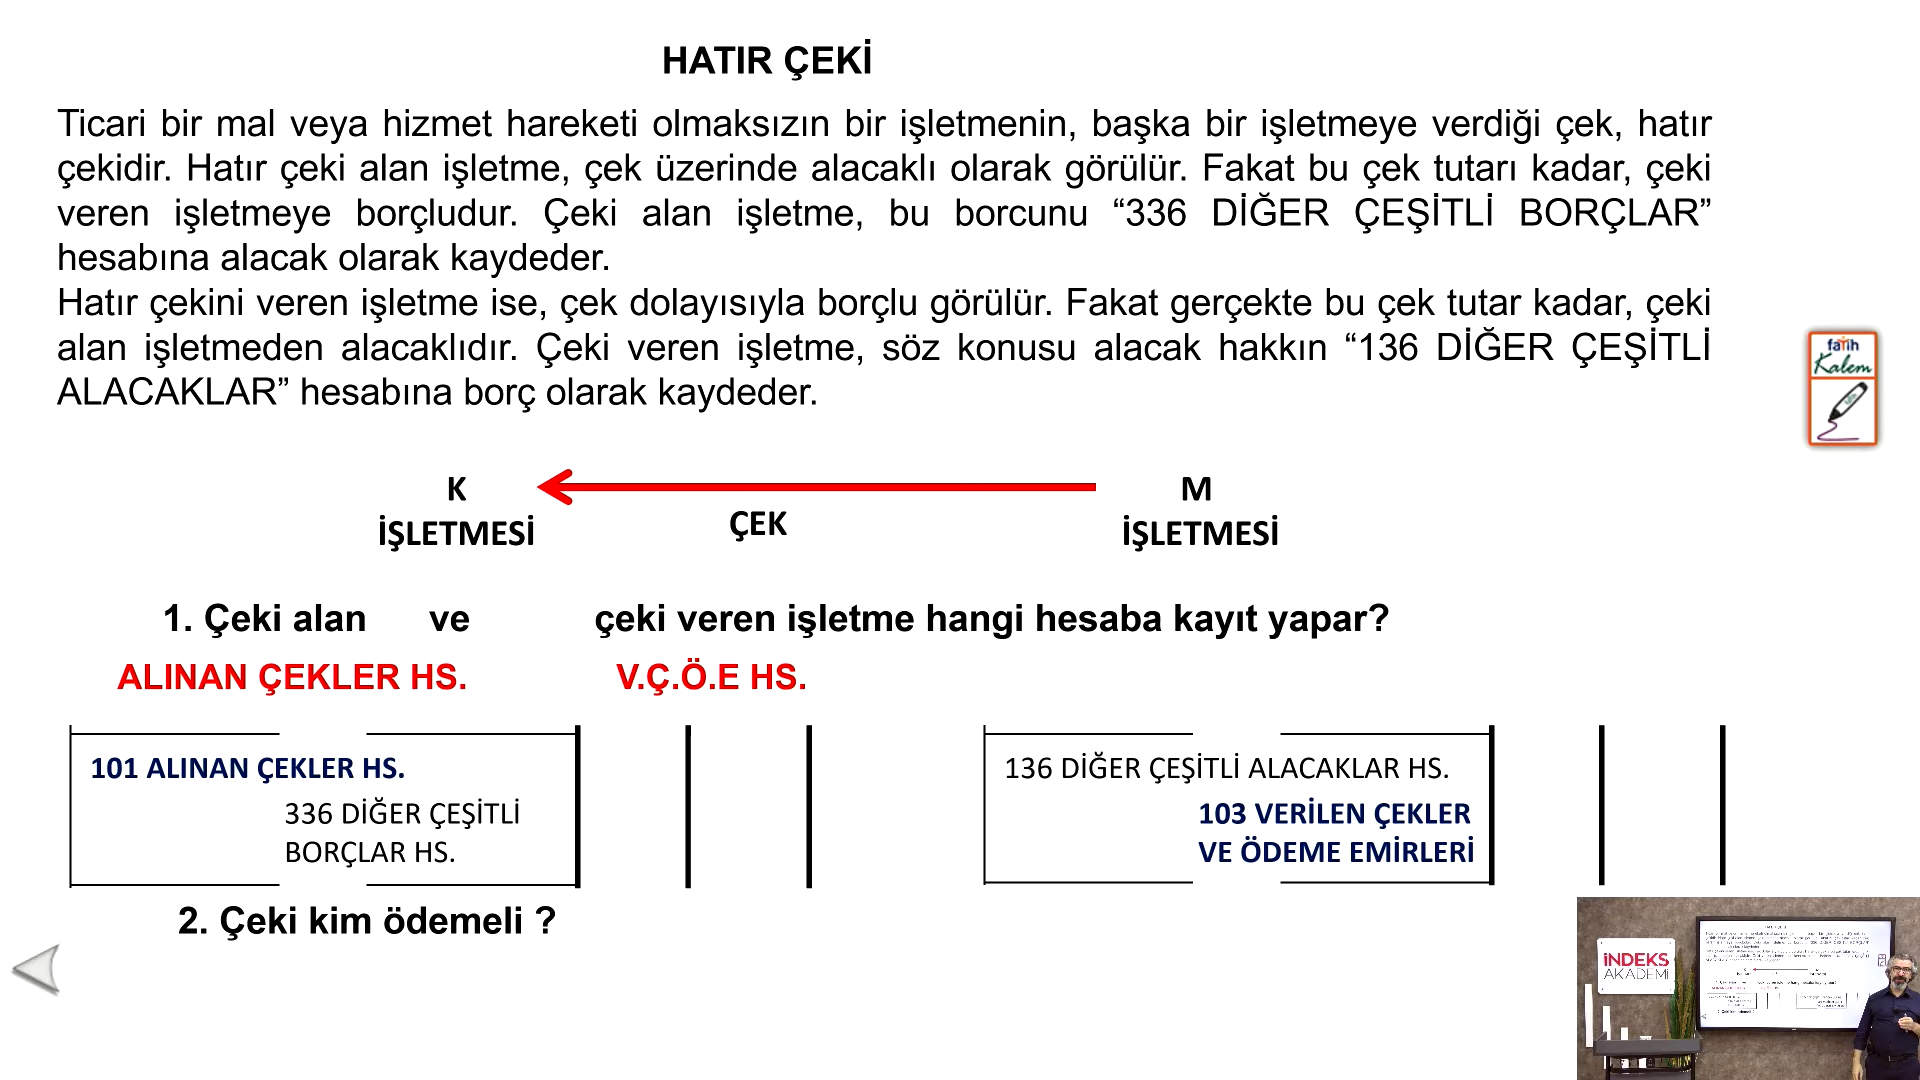 HATIR ÇEKİ
Ticari bir mal veya hizmet hareketi olmaksızın bir işletmenin, başka bir işletmeye verdiği çek, hatır
çekidir. Hatır çeki alan işletme, çek üzerinde alacaklı olarak görülür. Fakat bu çek tutarı kadar, çeki
veren işletmeye borçludur. Çeki alan işletme, bu borcunu “336 DİĞER ÇEŞİTLİ BORÇLAR”
hesabına alacak olarak kaydeder.
Hatır çekini veren işletme ise, çek dolayısıyla borçlu görülür. Fakat gerçekte bu çek tutar kadar, çeki
alan işletmeden alacaklıdır. Çeki veren işletme, söz konusu alacak hakkın “136 DİĞER ÇEŞİTLİ
ALACAKLAR” hesabına borç olarak kaydeder.
fatih
Kalem
K
İŞLETMESİ
ÇEK
M
İŞLETMESİ
1. Çeki alan ve çeki veren işletme hangi hesaba kayıt yapar?
ALINAN ÇEKLER HS. V.Ç.Ö.E HS.
101 ALINAN ÇEKLER HS.
336 DİĞER ÇEŞİTLİ
BORÇLAR HS.
136 DİĞER ÇEŞİTLİ ALACAKLAR HS.
103 VERİLEN ÇEKLER
VE ÖDEME EMİRLERİ
2. Çeki kim ödemeli ?
İNDEKS
AKADEMİ